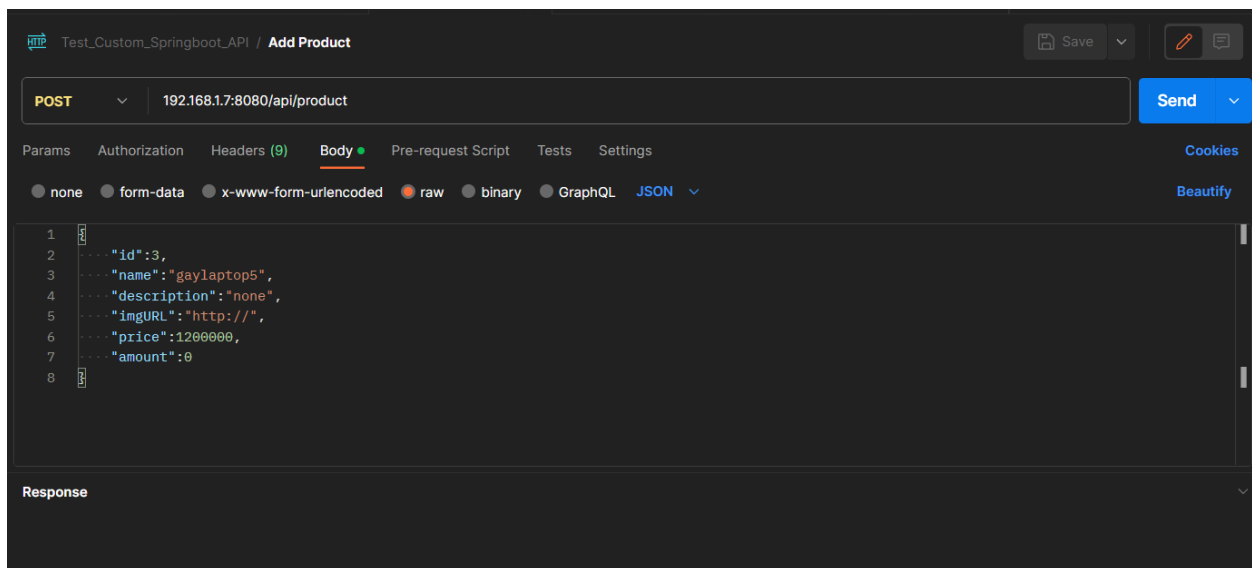 HTTP Test_Custom_Springboot_API / Add Product Save
POST 192.168.1.7:8080/api/product Send
Params Authorization Headers (9) Body Pre-request Script Tests Settings Cookies
none form-data x-www-form-urlencoded raw binary GraphQL JSON Beautify
1 {
2 "id":3,
3 "name":"gaylaptop5",
4 "description":"none",
5 "imgURL":"http://",
6 "price":1200000,
7 "amount":0
8 }
Response